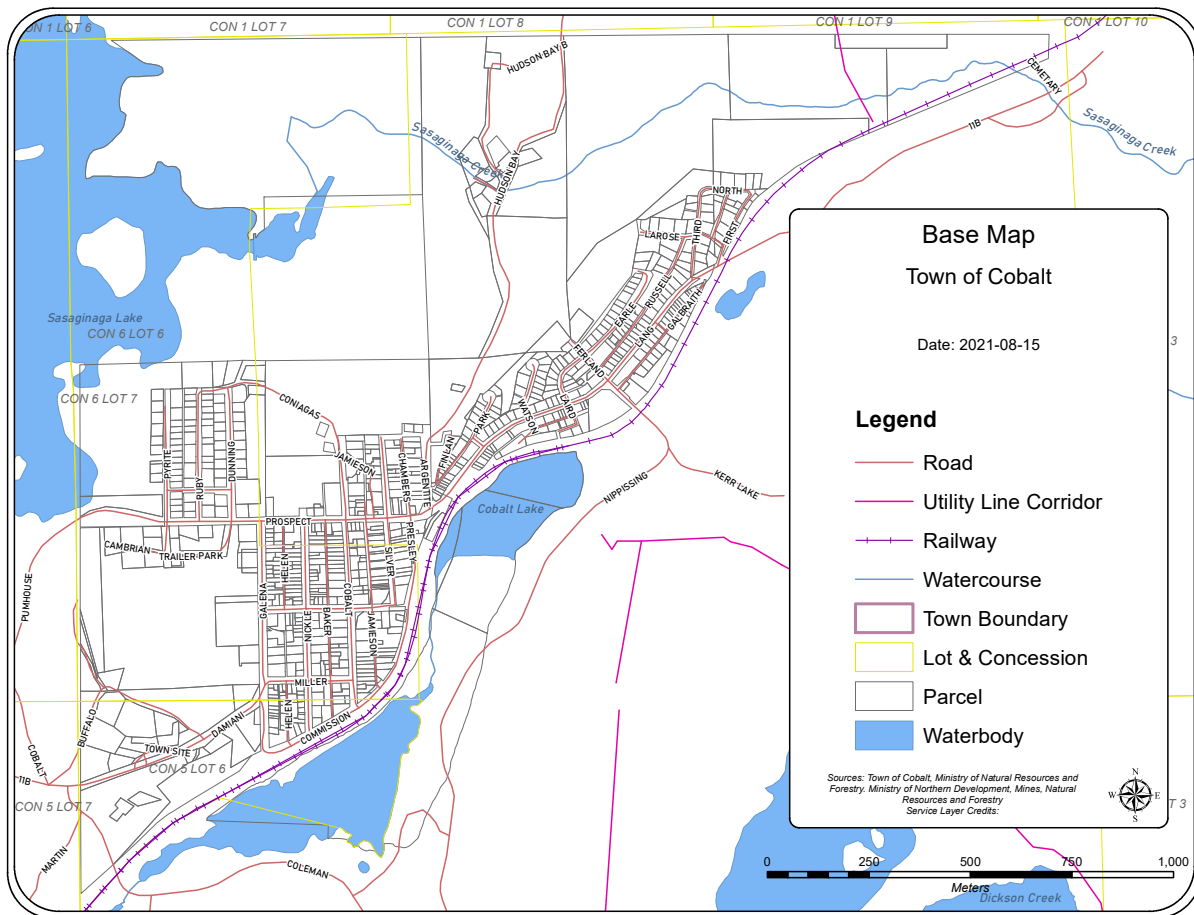 CON 1 LOT 6
CON 1 LOT 7
CON 1 LOT 8
CON 1 LOT 9
CON 1 LOT 10
HUDSON BAY B
CEMETARY
Sasaginaga Creek
11B
Sasaginaga Creek
HUDSON BAY
NORTH
THIRD
FIRST
LAROSE
Base Map
Town of Cobalt
Date: 2021-08-15
RUSSELL
EARLE
GALBRAITH
LANG
FERLAND
Sasaginaga Lake
CON 6 LOT 6
3
CON 6 LOT 7
CONIAGAS
PARK
WATSON
LAIRD
FINLAN
Legend
Road
Utility Line Corridor
Railway
Watercourse
Town Boundary
Lot & Concession
Parcel
Waterbody
PYRITE
RUBY
DUNNING
JAMIESON
CHAMBERS
ARGENTITE
NIPPISSING
KERR LAKE
Cobalt Lake
PROSPECT
PRESLEY
CAMBRIAN
TRAILER PARK
HELEN
SILVER
PUMHOUSE
GALENA
NICKLE
BAKER
COBALT
JAMIESON
MILLER
HELEN
COMMISSION
DAMIANI
BUFFALO
TOWN SITE
COBALT
11B
CON 5 LOT 6
CON 5 LOT 7
MARTIN
COLEMAN
Sources: Town of Cobalt, Ministry of Natural Resources and
Forestry. Ministry of Northern Development, Mines, Natural
Resources and Forestry
Service Layer Credits:
N
W
E
S
T 3
0
250
500
750
1,000
Meters
Dickson Creek